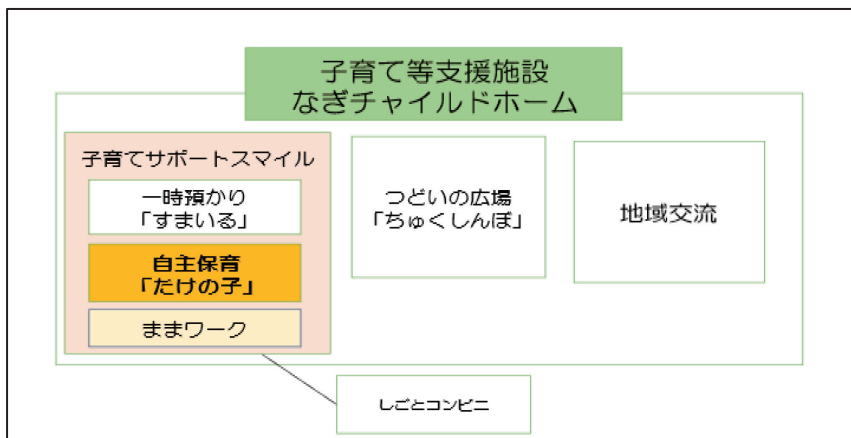 子育て等支援施設
なぎチャイルドホーム
子育てサポートスマイル
一時預かり
「すまいる」
自主保育
「たけの子」
ままワーク
つどいの広場
「ちゅくしんぼ」
地域交流
しごとコンビニ